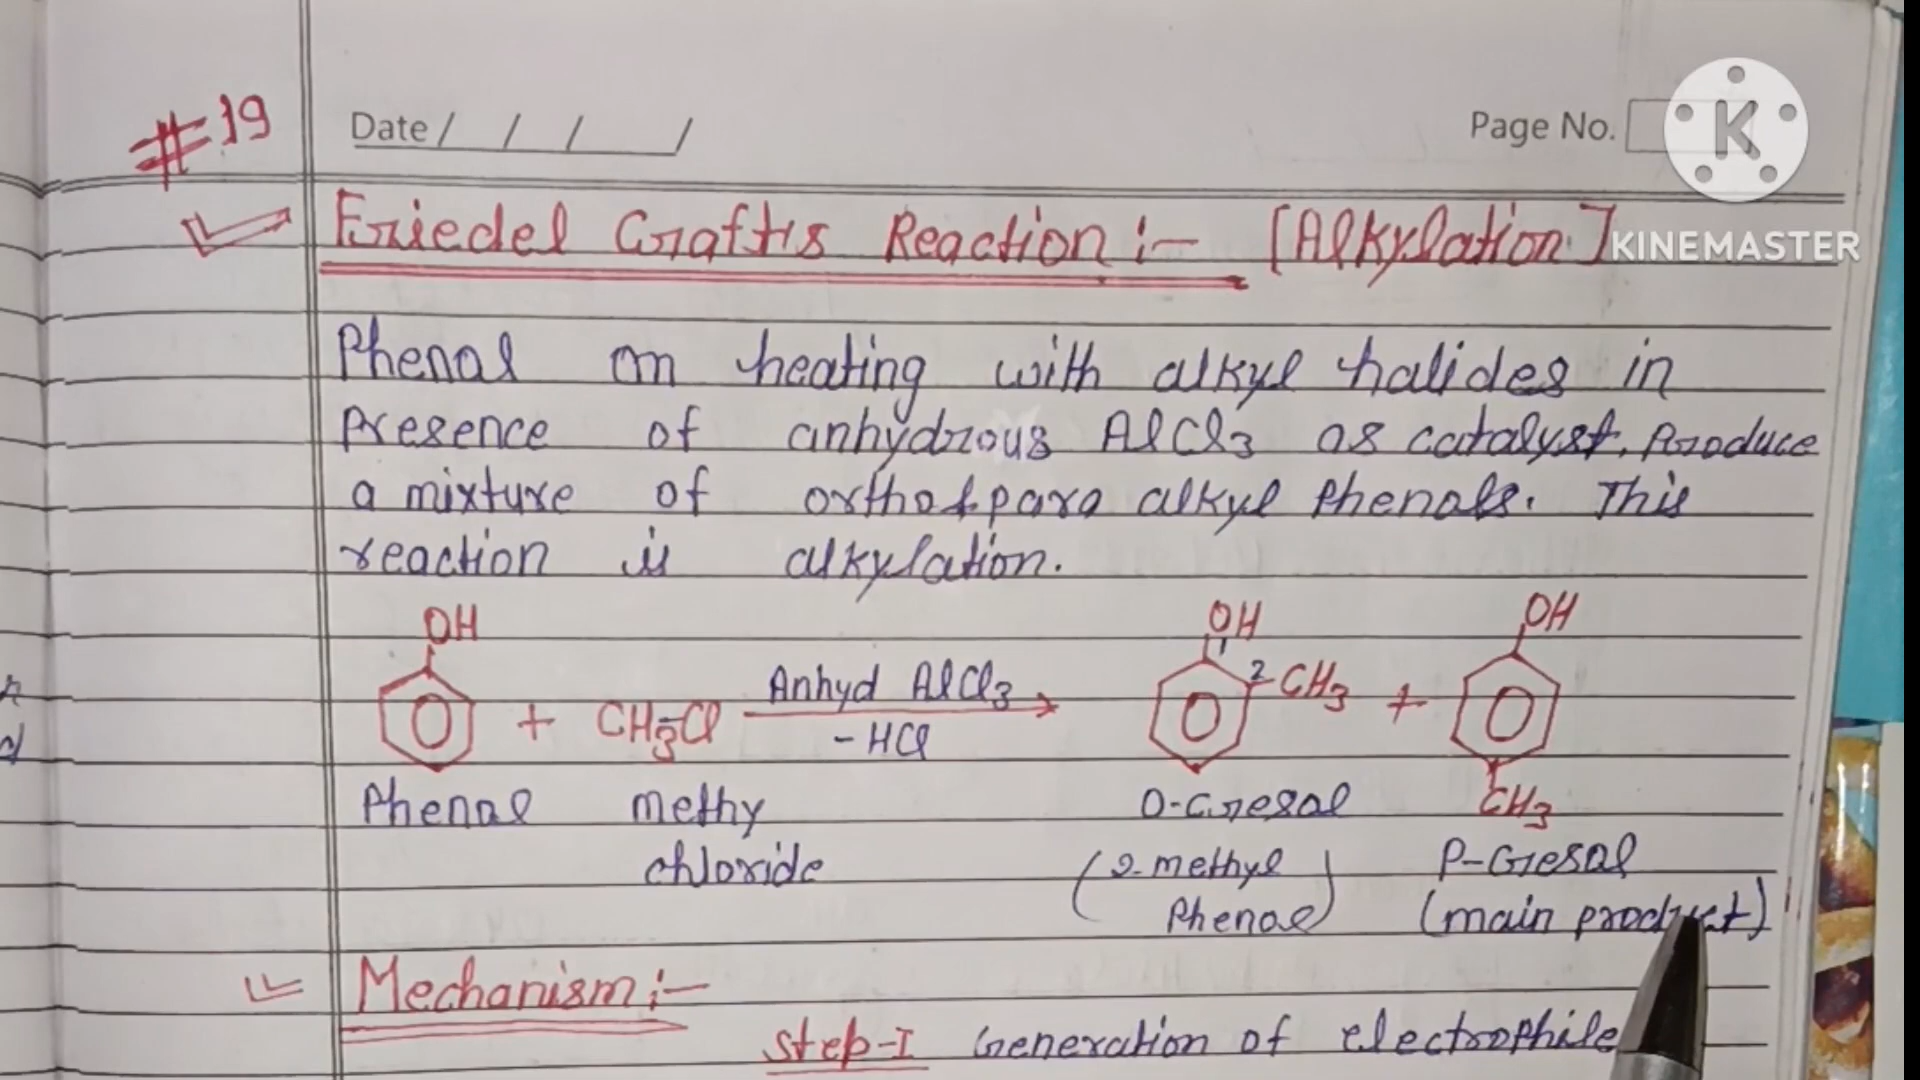 #19
Date / / / /
Page No.
K
KINEMASTER
Friedel Crafts Reaction :- [Alkylation]
Phenol on heating with alkyl halides in
presence of anhydrous AlCl3 as catalyst. Produce
a mixture of ortho & para alkyl phenols. This
reaction is alkylation.
OH OH OH
+ CH3-Cl Anhyd AlCl3 1 2 CH3 +
-HCl
CH3
Phenol methy O-Cresol
chloride (2-methyl P-Cresol
Phenol) (main product)
Mechanism :-
Step-I Generation of electrophile